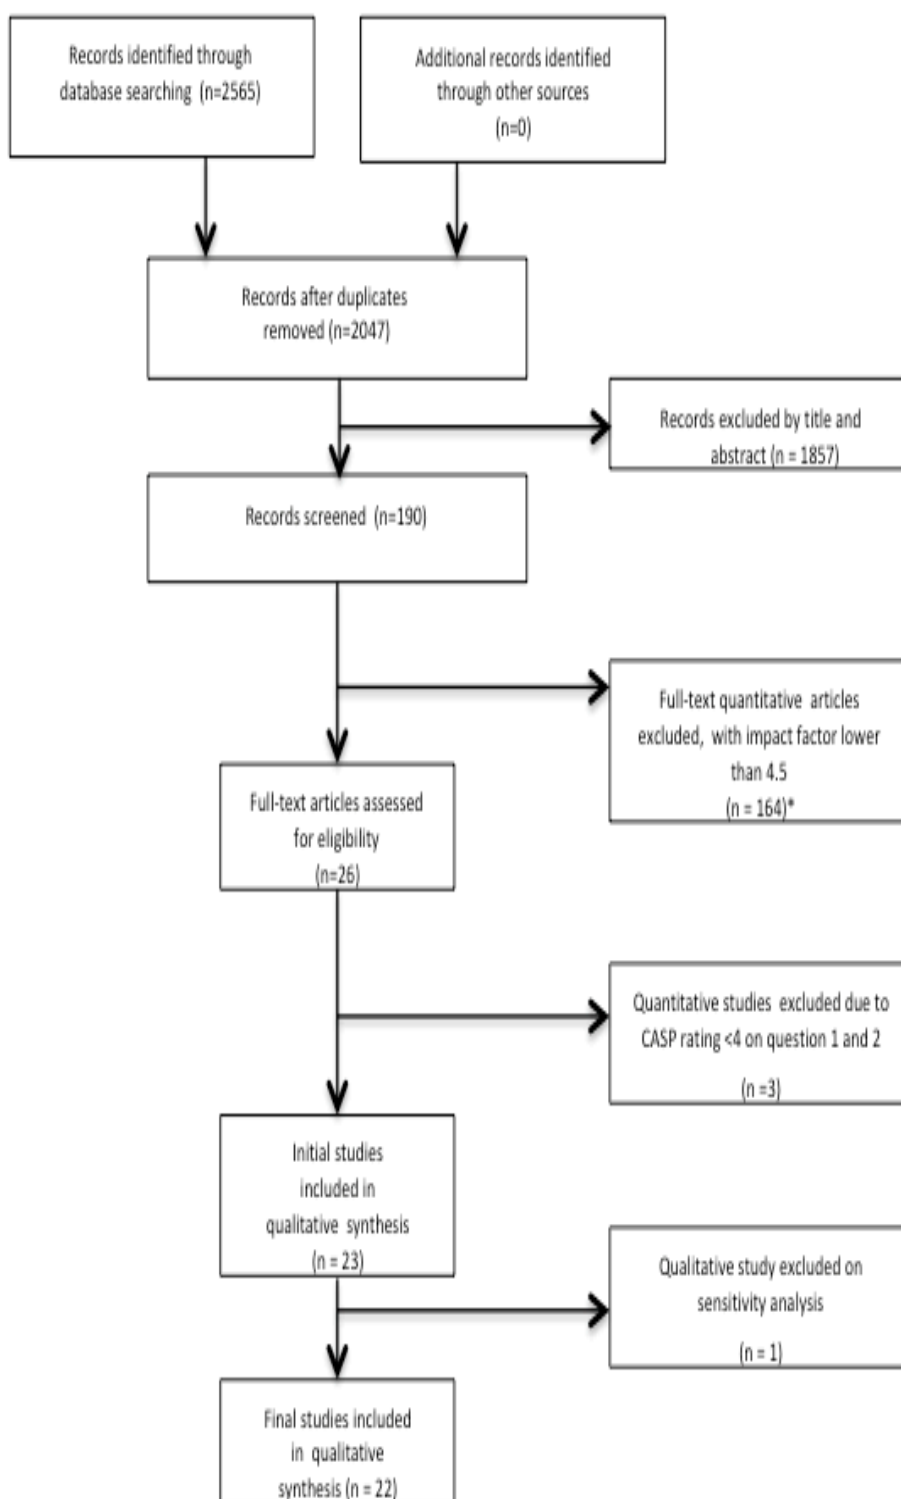 Records identified through
database searching (n=2565)
Additional records identified
through other sources
(n=0)
Records after duplicates
removed (n=2047)
Records excluded by title and
abstract (n = 1857)
Records screened (n=190)
Full-text quantitative articles
excluded, with impact factor lower
than 4.5
(n = 164)*
Full-text articles assessed
for eligibility
(n=26)
Quantitative studies excluded due to
CASP rating <4 on question 1 and 2
(n =3)
Initial studies
included in
qualitative synthesis
(n = 23)
Qualitative study excluded on
sensitivity analysis
(n = 1)
Final studies included
in qualitative
synthesis (n = 22)